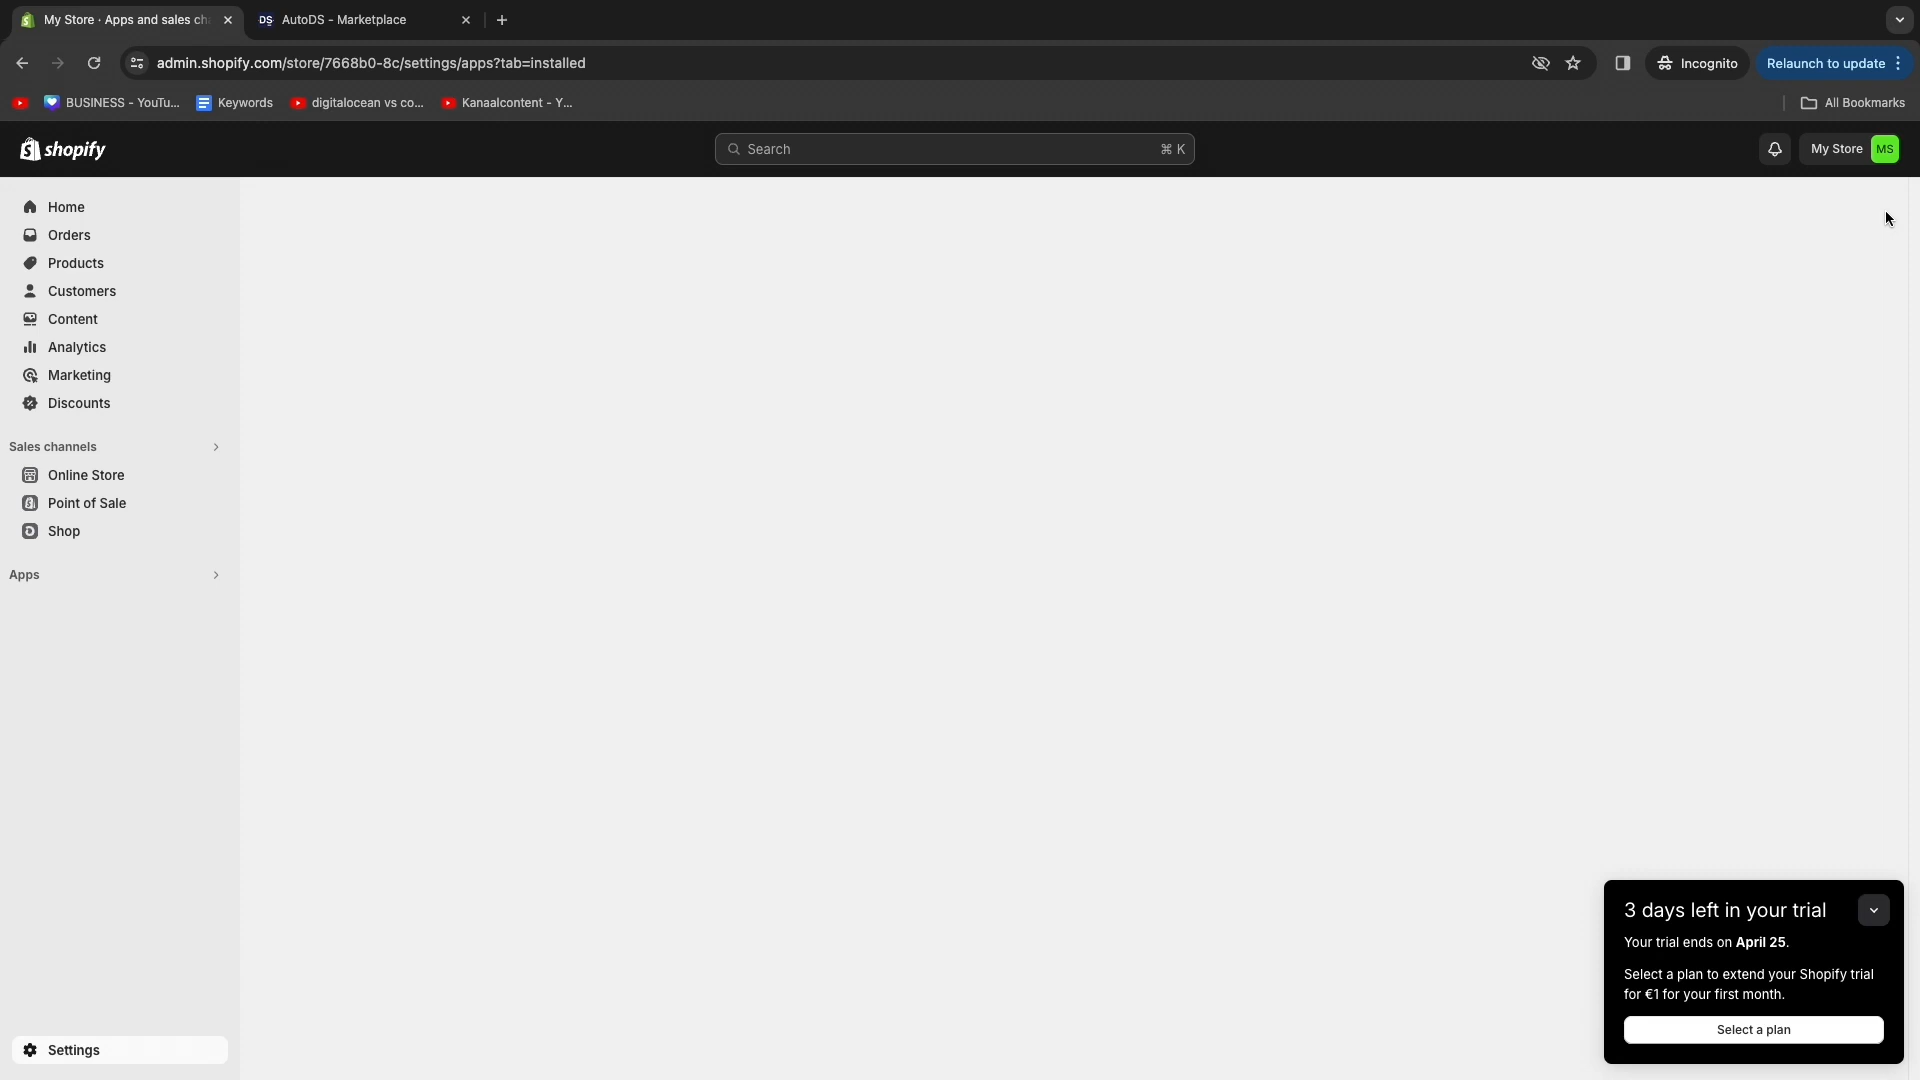 My Store · Apps and sales ch
DS AutoDS - Marketplace
admin.shopify.com/store/7668b0-8c/settings/apps?tab=installed
Incognito
Relaunch to update
BUSINESS - YouTu...
Keywords
digitalocean vs co...
Kanaalcontent - Y...
All Bookmarks
shopify
Search
⌘ K
My Store
MS
Home
Orders
Products
Customers
Content
Analytics
Marketing
Discounts
Sales channels
Online Store
Point of Sale
Shop
Apps
Settings
3 days left in your trial
Your trial ends on April 25.
Select a plan to extend your Shopify trial
for €1 for your first month.
Select a plan